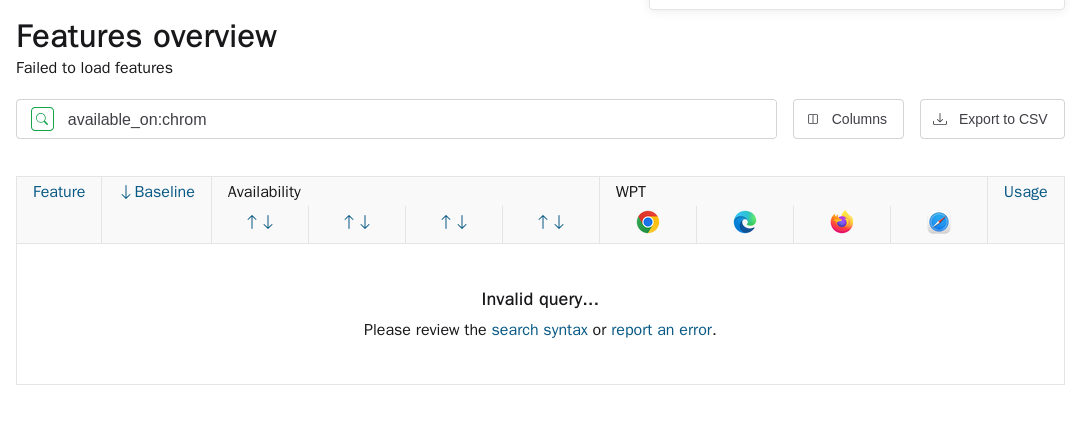 Features overview
Failed to load features
available_on:chrom
Columns
Export to CSV
Feature
Baseline
Availability
WPT
Usage
Invalid query...
Please review the search syntax or report an error.